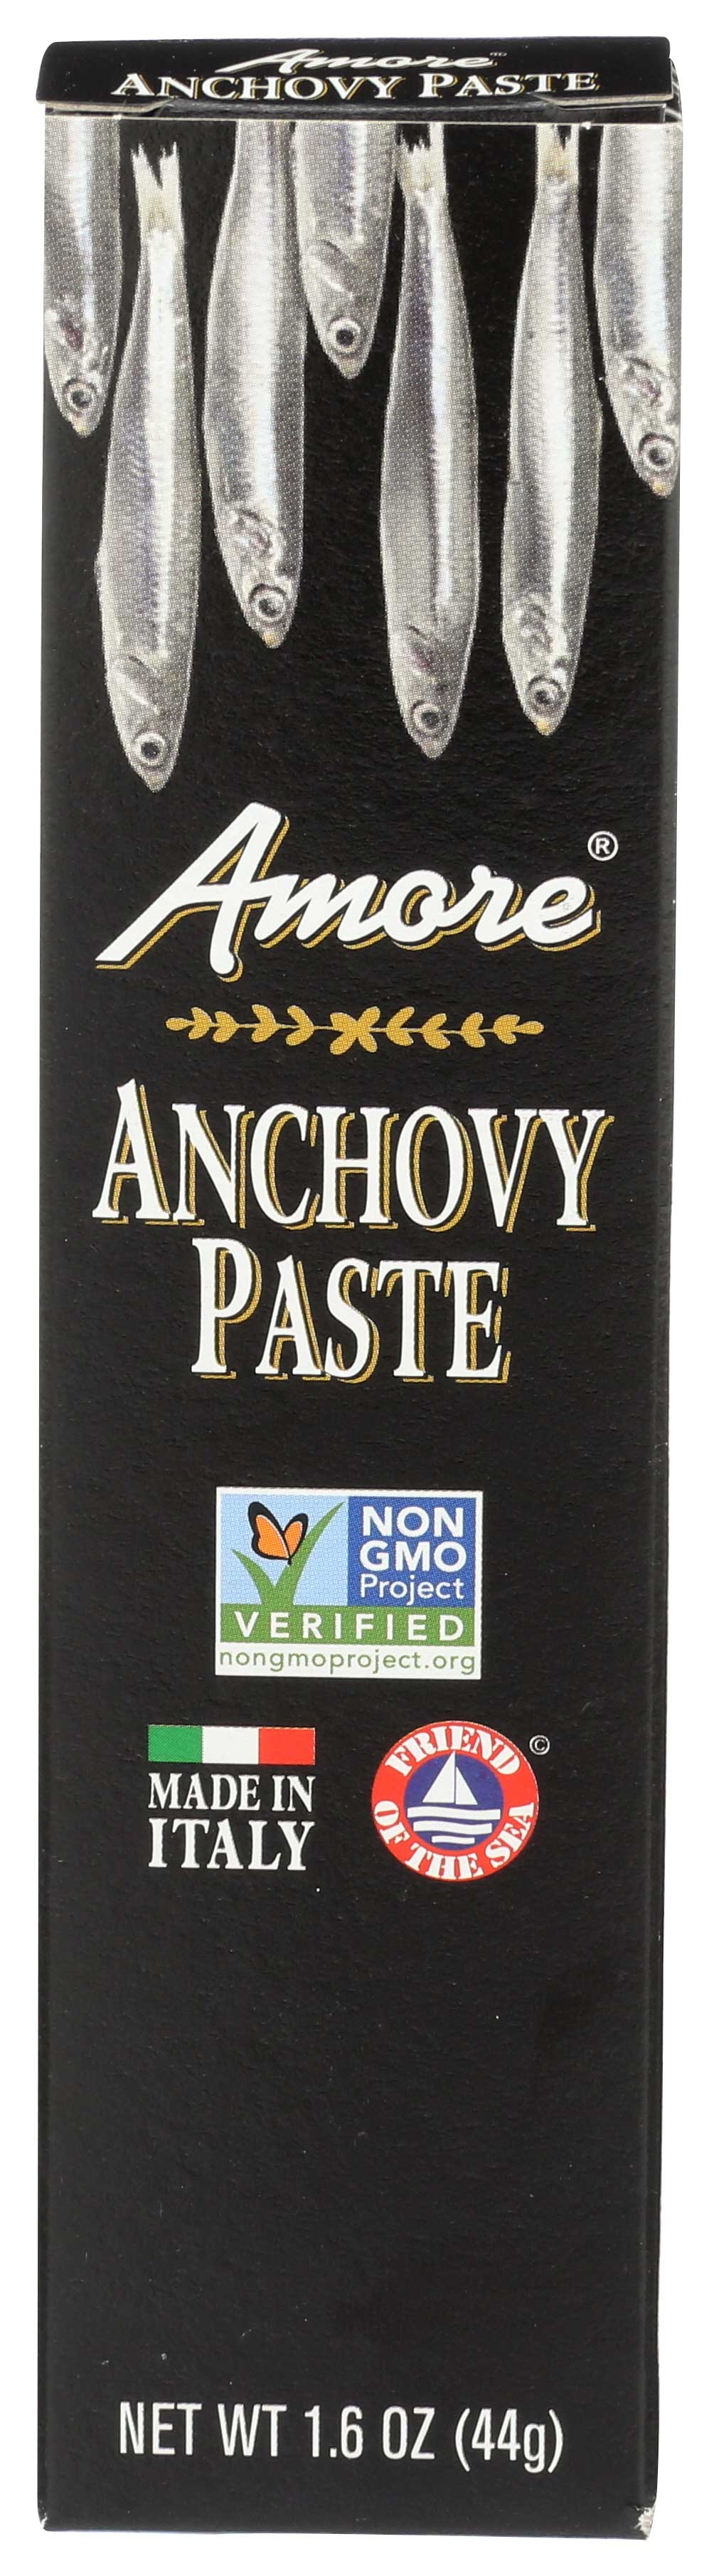 Amore™
ANCHOVY PASTE
Amore®
ANCHOVY
PASTE
NON
GMO
Project
VERIFIED
nongmoproject.org
MADE IN
ITALY
FRIEND
OF THE SEA
©
NET WT 1.6 OZ (44g)